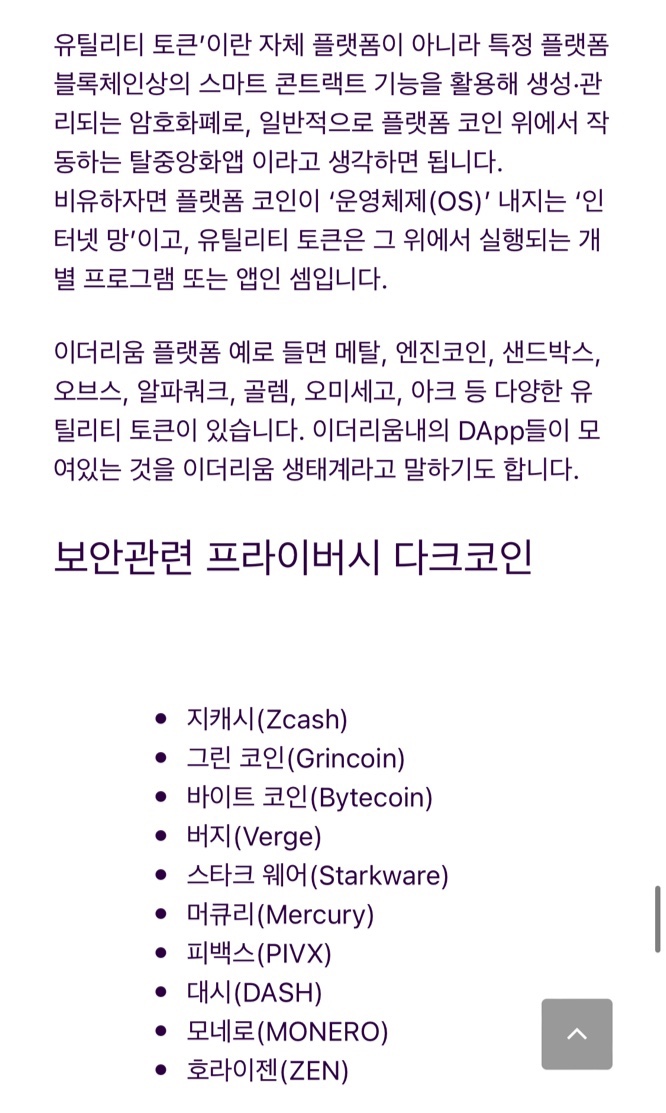 유틸리티 토큰’이란 자체 플랫폼이 아니라 특정 플랫폼
블록체인상의 스마트 콘트랙트 기능을 활용해 생성·관
리되는 암호화폐로, 일반적으로 플랫폼 코인 위에서 작
동하는 탈중앙화앱 이라고 생각하면 됩니다.
비유하자면 플랫폼 코인이 ‘운영체제(OS)’ 내지는 ‘인
터넷 망’이고, 유틸리티 토큰은 그 위에서 실행되는 개
별 프로그램 또는 앱인 셈입니다.
이더리움 플랫폼 예로 들면 메탈, 엔진코인, 샌드박스,
오브스, 알파쿼크, 골렘, 오미세고, 아크 등 다양한 유
틸리티 토큰이 있습니다. 이더리움내의 DApp들이 모
여있는 것을 이더리움 생태계라고 말하기도 합니다.
보안관련 프라이버시 다크코인
• 지캐시(Zcash)
• 그린 코인(Grincoin)
• 바이트 코인(Bytecoin)
• 버지(Verge)
• 스타크 웨어(Starkware)
• 머큐리(Mercury)
• 피백스(PIVX)
• 대시(DASH)
• 모네로(MONERO)
• 호라이젠(ZEN)